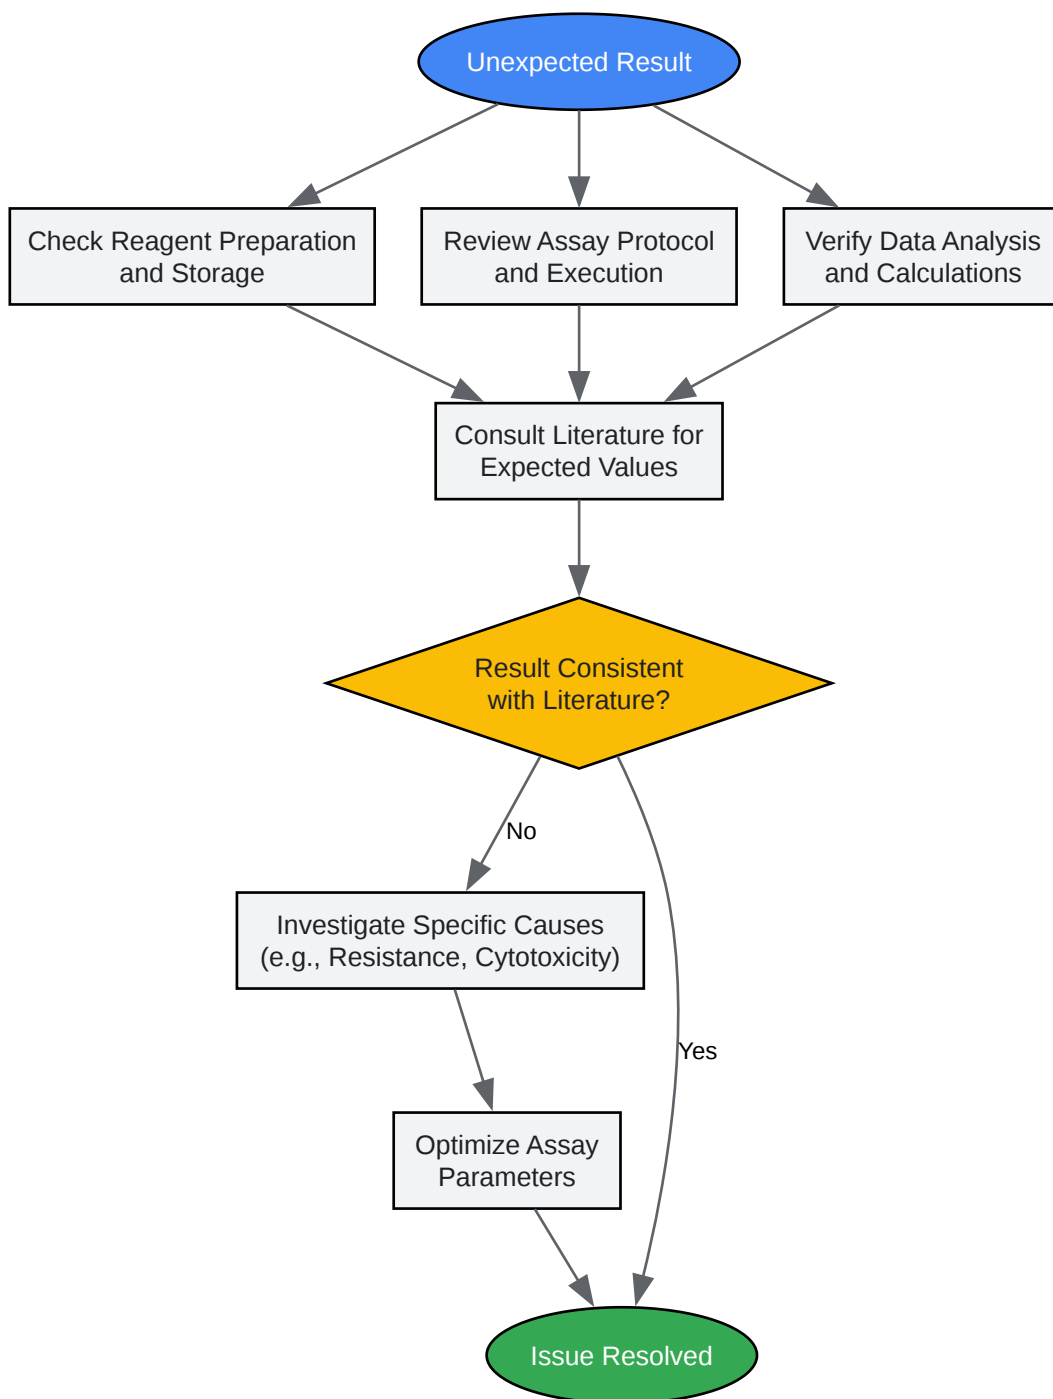 Unexpected Result
Check Reagent Preparation
and Storage
Review Assay Protocol
and Execution
Verify Data Analysis
and Calculations
Consult Literature for
Expected Values
Result Consistent
with Literature?
No
Investigate Specific Causes
(e.g., Resistance, Cytotoxicity)
Yes
Optimize Assay
Parameters
Issue Resolved